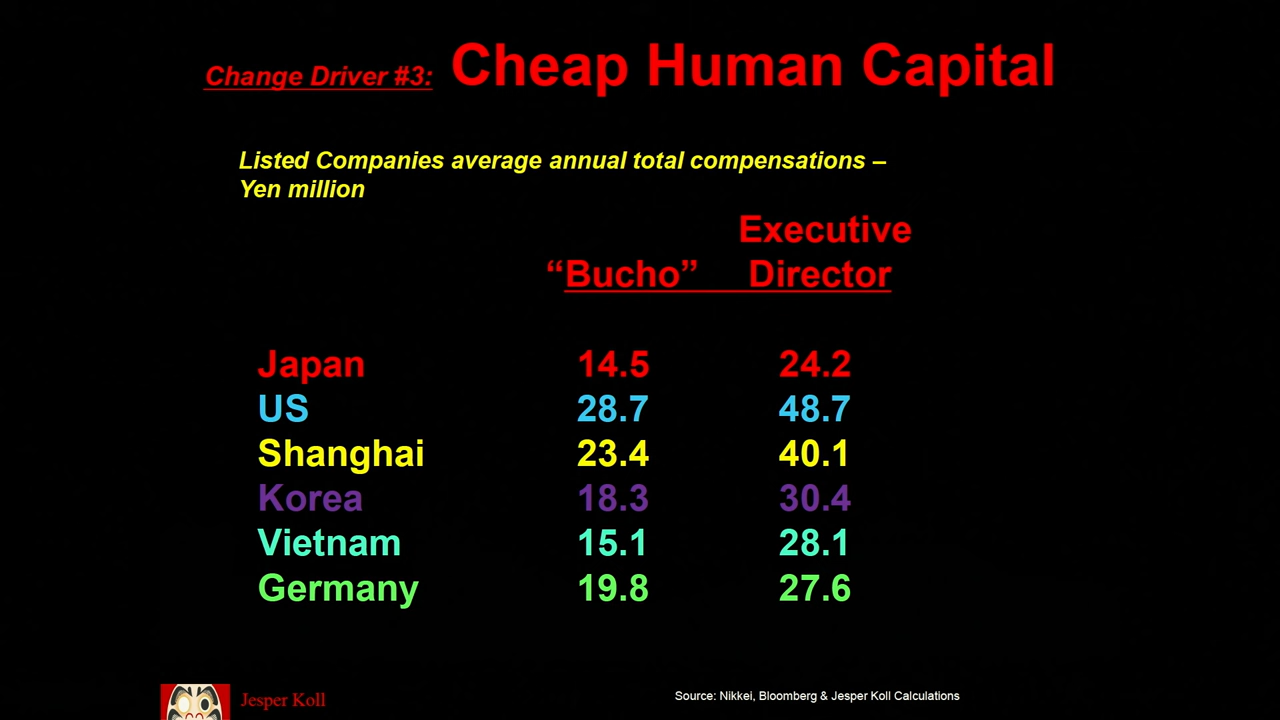 Change Driver #3: Cheap Human Capital
Listed Companies average annual total compensations –
Yen million
Executive
“Bucho” Director
Japan 14.5 24.2
US 28.7 48.7
Shanghai 23.4 40.1
Korea 18.3 30.4
Vietnam 15.1 28.1
Germany 19.8 27.6
Jesper Koll
Source: Nikkei, Bloomberg & Jesper Koll Calculations